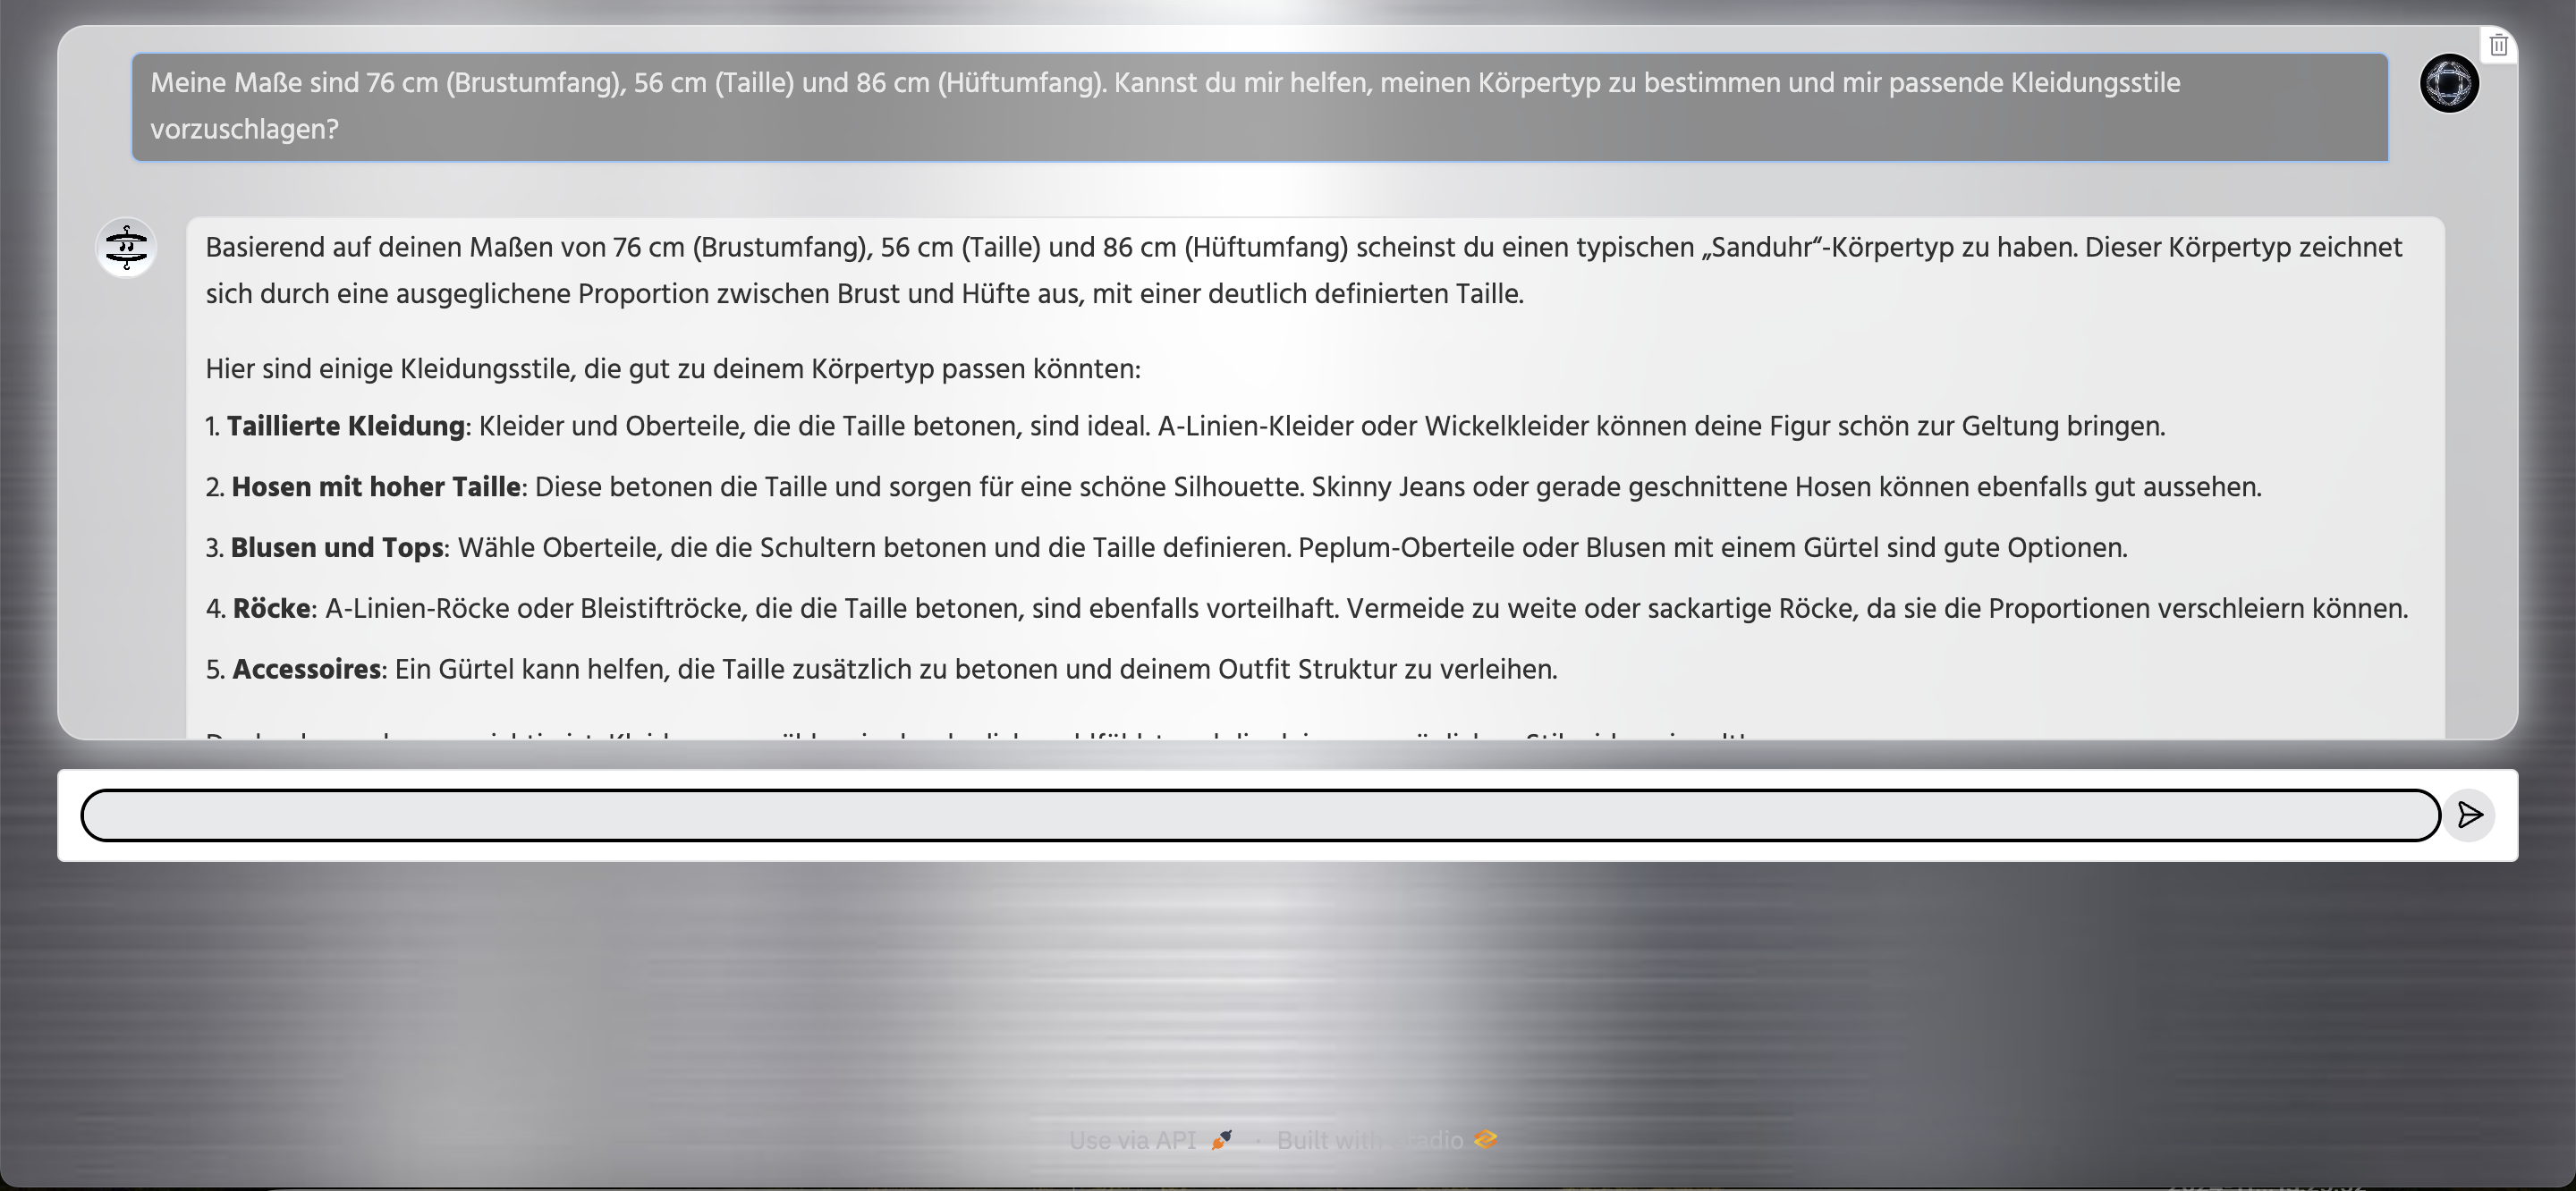 Meine Maße sind 76 cm (Brustumfang), 56 cm (Taille) und 86 cm (Hüftumfang). Kannst du mir helfen, meinen Körpertyp zu bestimmen und mir passende Kleidungsstile
vorzuschlagen?
Basierend auf deinen Maßen von 76 cm (Brustumfang), 56 cm (Taille) und 86 cm (Hüftumfang) scheinst du einen typischen „Sanduhr“-Körpertyp zu haben. Dieser Körpertyp zeichnet
sich durch eine ausgeglichene Proportion zwischen Brust und Hüfte aus, mit einer deutlich definierten Taille.
Hier sind einige Kleidungsstile, die gut zu deinem Körpertyp passen könnten:
1. Taillierte Kleidung: Kleider und Oberteile, die die Taille betonen, sind ideal. A-Linien-Kleider oder Wickelkleider können deine Figur schön zur Geltung bringen.
2. Hosen mit hoher Taille: Diese betonen die Taille und sorgen für eine schöne Silhouette. Skinny Jeans oder gerade geschnittene Hosen können ebenfalls gut aussehen.
3. Blusen und Tops: Wähle Oberteile, die die Schultern betonen und die Taille definieren. Peplum-Oberteile oder Blusen mit einem Gürtel sind gute Optionen.
4. Röcke: A-Linien-Röcke oder Bleistiftröcke, die die Taille betonen, sind ebenfalls vorteilhaft. Vermeide zu weite oder sackartige Röcke, da sie die Proportionen verschleiern können.
5. Accessoires: Ein Gürtel kann helfen, die Taille zusätzlich zu betonen und deinem Outfit Struktur zu verleihen.
Use via API · Built with Gradio